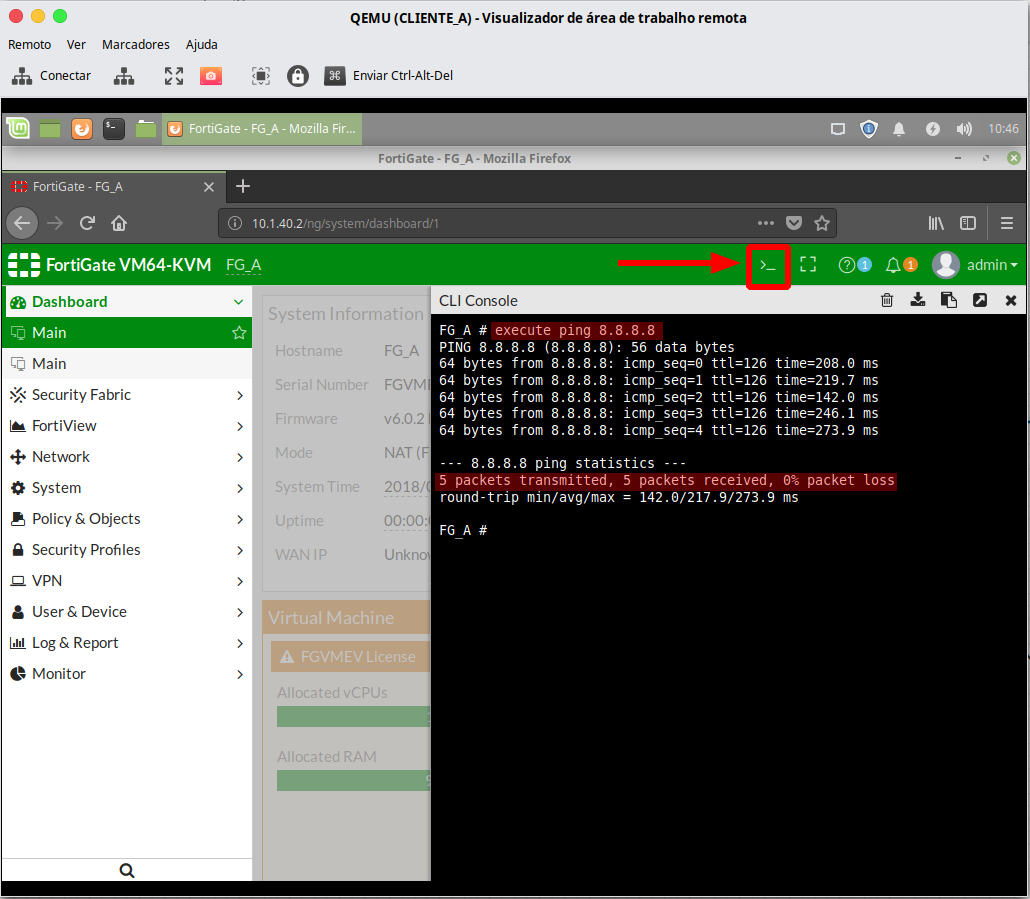 QEMU (CLIENTE_A) - Visualizador de área de trabalho remota
Remoto Ver Marcadores Ajuda
Conectar Enviar Ctrl-Alt-Del
FortiGate - FG_A - Mozilla Fir... 10:46
FortiGate - FG_A - Mozilla Firefox
FortiGate - FG_A
10.1.40.2/ng/system/dashboard/1
FortiGate VM64-KVM FG_A >_ 1 1 admin
Dashboard
Main
Main
Security Fabric
FortiView
Network
System
Policy & Objects
Security Profiles
VPN
User & Device
Log & Report
Monitor
System Information
Hostname FG_A
Serial Number FGVM
Firmware v6.0.2
Mode NAT (F
System Time 2018/0
Uptime 00:00:
WAN IP Unkno
Virtual Machine
FGVMEV License
Allocated vCPUs
Allocated RAM
CLI Console
FG_A # execute ping 8.8.8.8
PING 8.8.8.8 (8.8.8.8): 56 data bytes
64 bytes from 8.8.8.8: icmp_seq=0 ttl=126 time=208.0 ms
64 bytes from 8.8.8.8: icmp_seq=1 ttl=126 time=219.7 ms
64 bytes from 8.8.8.8: icmp_seq=2 ttl=126 time=142.0 ms
64 bytes from 8.8.8.8: icmp_seq=3 ttl=126 time=246.1 ms
64 bytes from 8.8.8.8: icmp_seq=4 ttl=126 time=273.9 ms
--- 8.8.8.8 ping statistics ---
5 packets transmitted, 5 packets received, 0% packet loss
round-trip min/avg/max = 142.0/217.9/273.9 ms
FG_A #